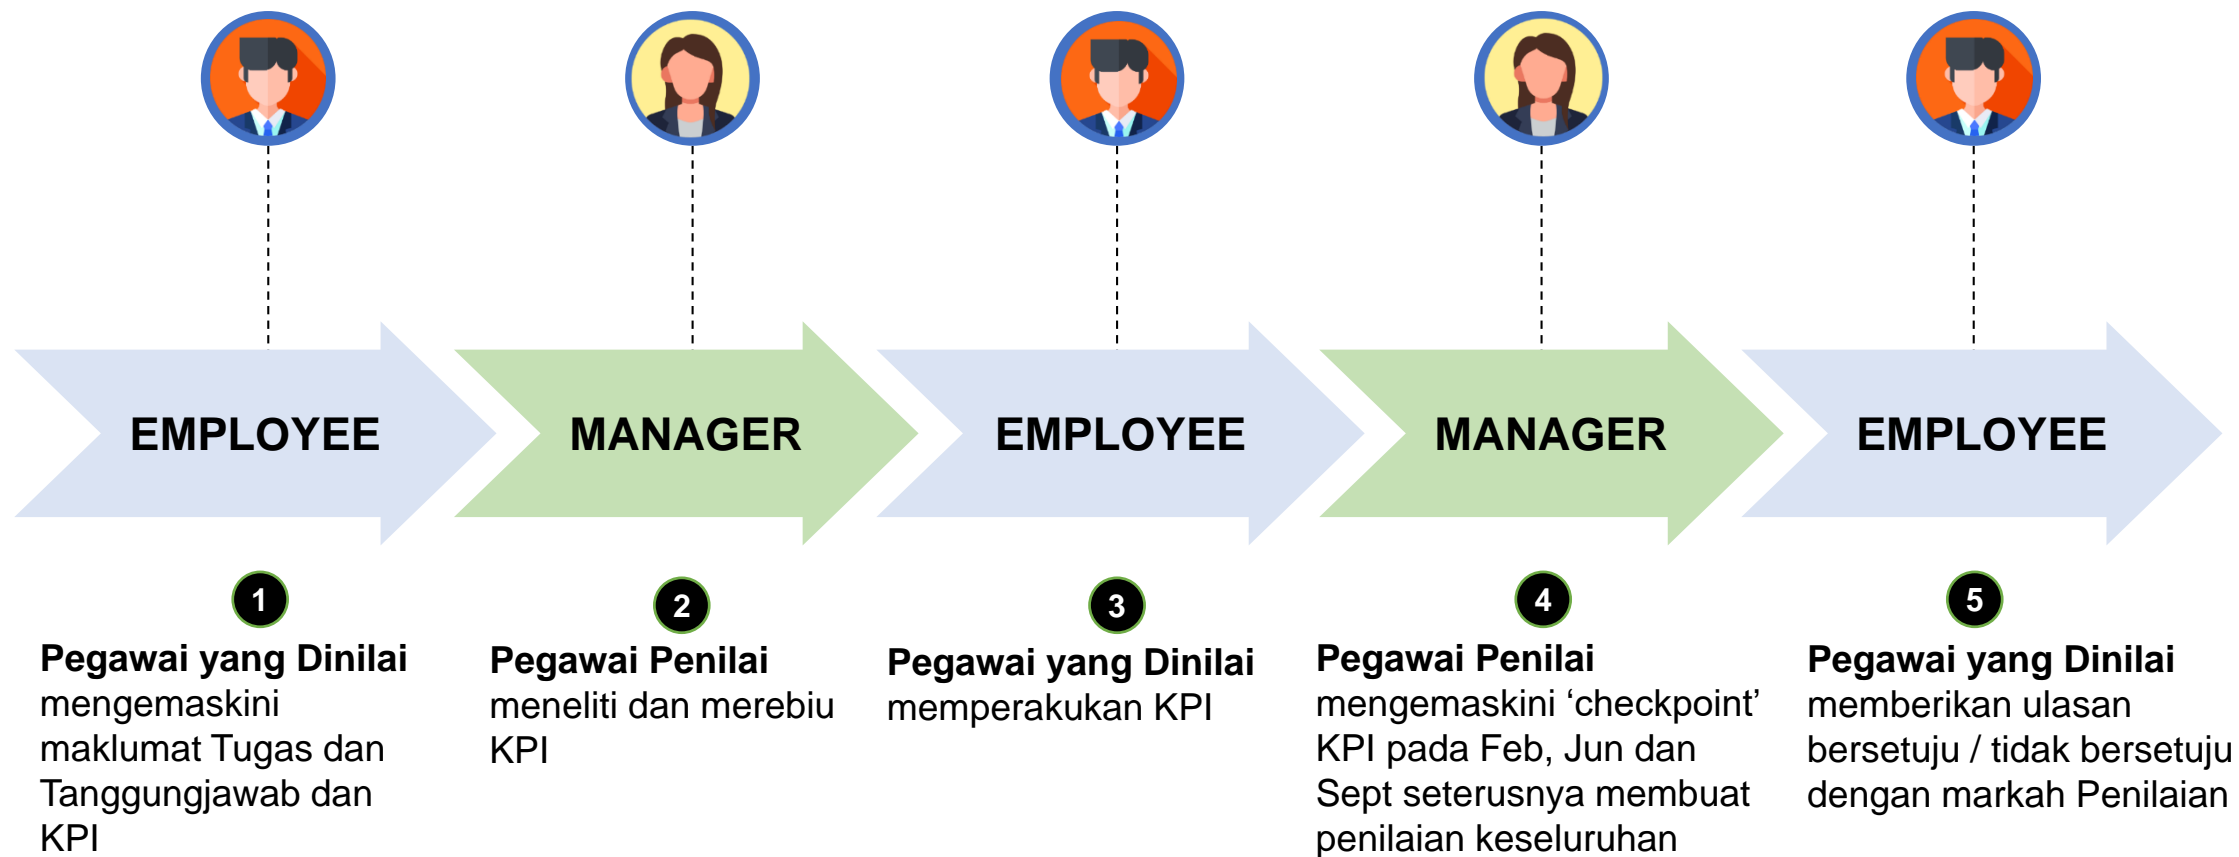 EMPLOYEE
MANAGER
EMPLOYEE
MANAGER
EMPLOYEE
1
Pegawai yang Dinilai
mengemaskini
maklumat Tugas dan
Tanggungjawab dan
KPI
2
Pegawai Penilai
meneliti dan merebiu
KPI
3
Pegawai yang Dinilai
memperakukan KPI
4
Pegawai Penilai
mengemaskini ‘checkpoint’
KPI pada Feb, Jun dan
Sept seterusnya membuat
penilaian keseluruhan
5
Pegawai yang Dinilai
memberikan ulasan
bersetuju / tidak bersetuju
dengan markah Penilaian